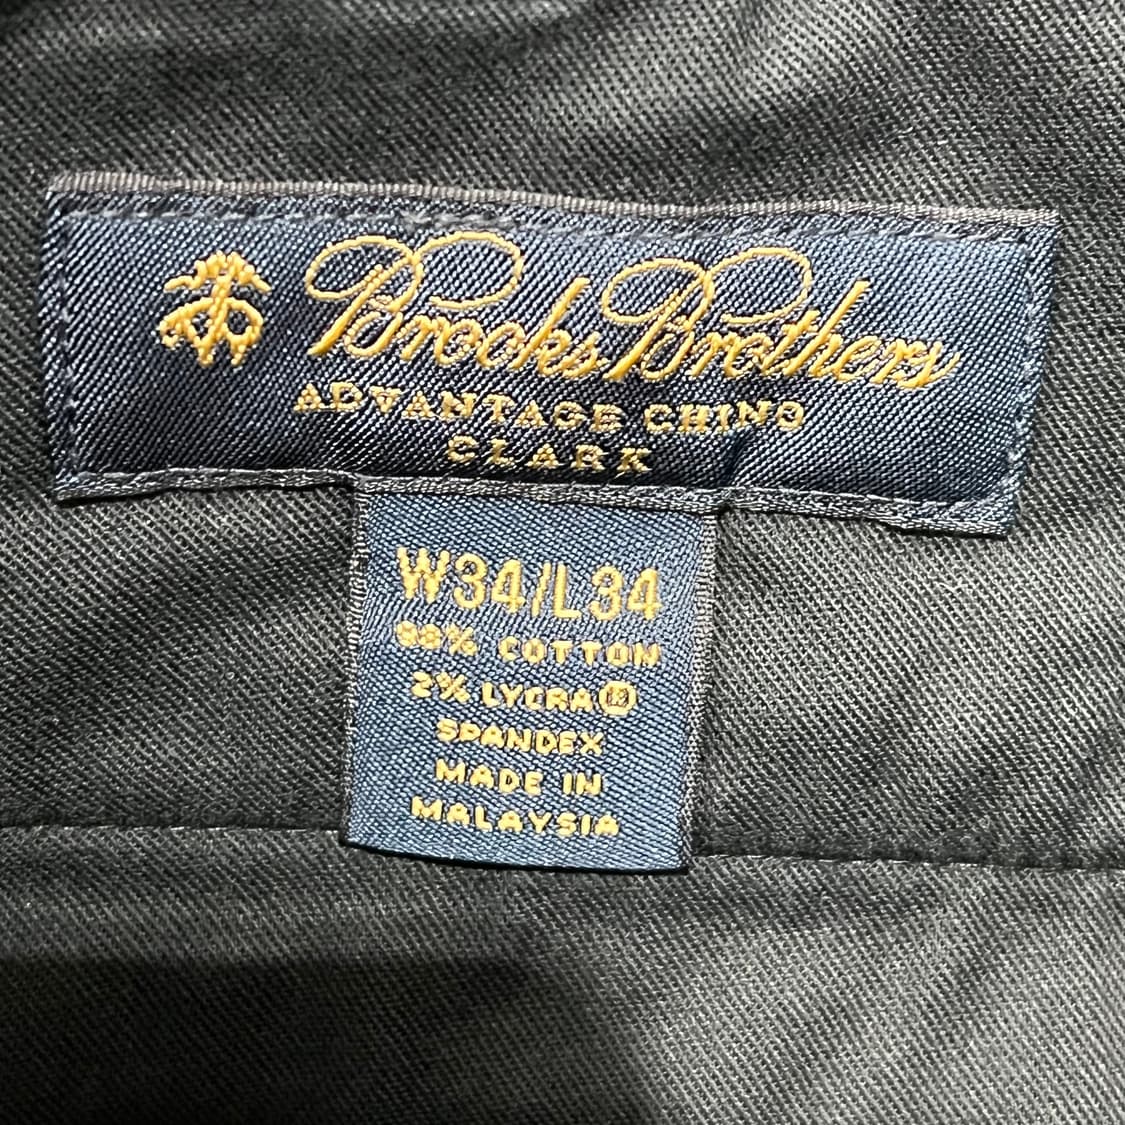 Brooks Brothers
ADVANTAGE CHINO
CLARK
W34/L34
98% COTTON
2% LYCRA®
SPANDEX
MADE IN
MALAYSIA